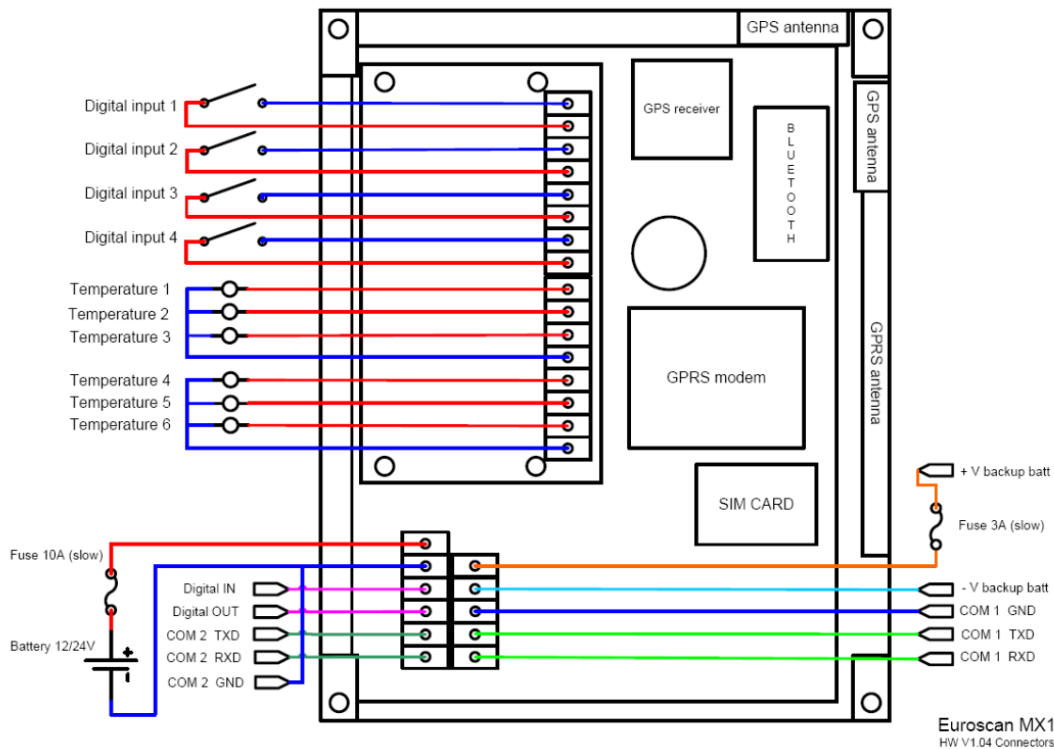 GPS antenna
Digital input 1
GPS receiver
GPS antenna
BLUETOOTH
Digital input 2
Digital input 3
Digital input 4
Temperature 1
Temperature 2
Temperature 3
GPRS antenna
GPRS modem
Temperature 4
Temperature 5
Temperature 6
+ V backup batt
SIM CARD
Fuse 3A (slow)
Fuse 10A (slow)
Digital IN
- V backup batt
Digital OUT
COM 1 GND
COM 2 TXD
COM 1 TXD
Battery 12/24V
+
COM 2 RXD
COM 1 RXD
-
COM 2 GND
Euroscan MX1
HW V1.04 Connectors